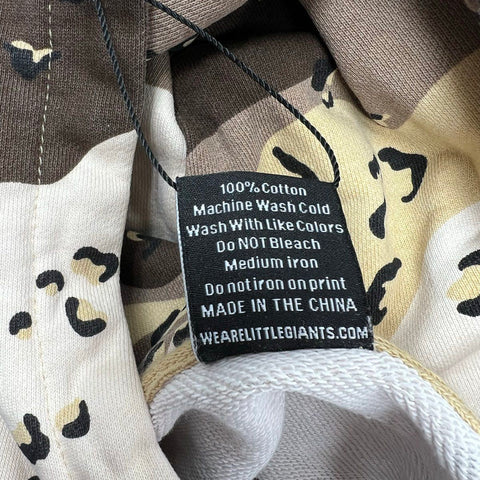 100% Cotton
Machine Wash Cold
Wash With Like Colors
Do NOT Bleach
Medium iron
Do not iron on print
MADE IN THE CHINA
WEARELITTLEGIANTS.COM